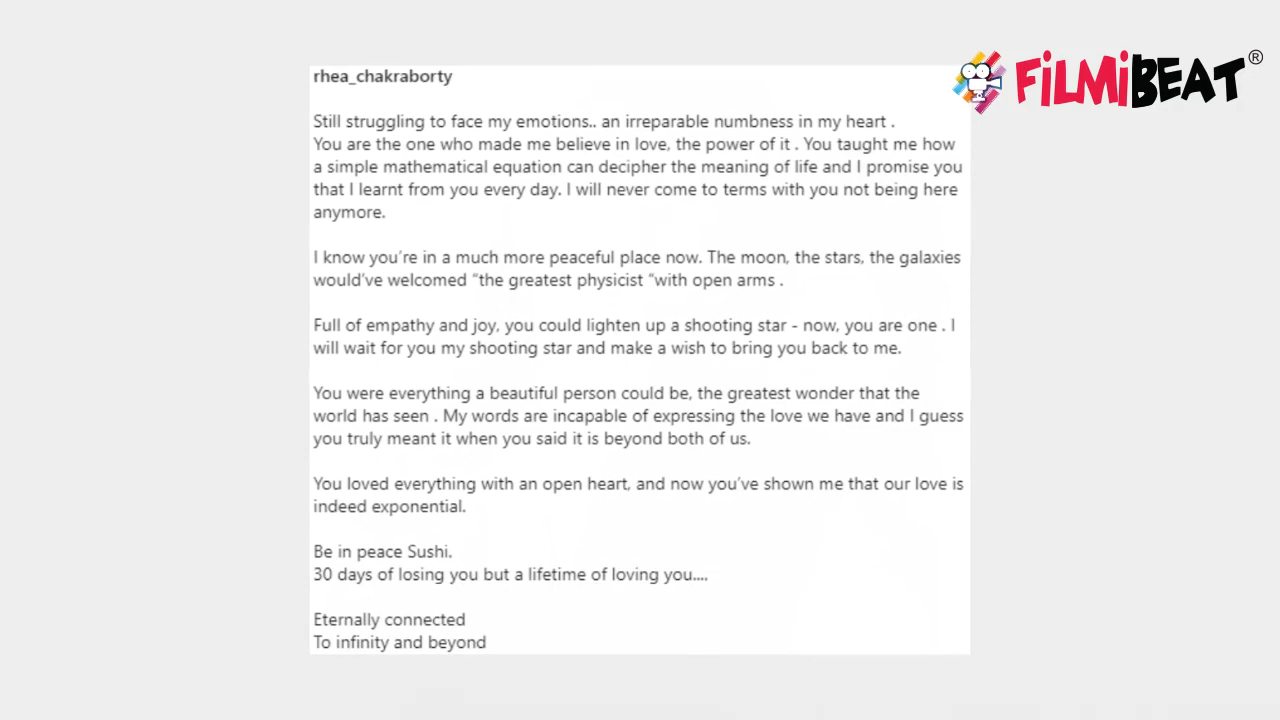 FiLMiBEAT®
rhea_chakraborty
Still struggling to face my emotions.. an irreparable numbness in my heart .
You are the one who made me believe in love, the power of it . You taught me how
a simple mathematical equation can decipher the meaning of life and I promise you
that I learnt from you every day. I will never come to terms with you not being here
anymore.
I know you’re in a much more peaceful place now. The moon, the stars, the galaxies
would’ve welcomed “the greatest physicist “with open arms .
Full of empathy and joy, you could lighten up a shooting star - now, you are one . I
will wait for you my shooting star and make a wish to bring you back to me.
You were everything a beautiful person could be, the greatest wonder that the
world has seen . My words are incapable of expressing the love we have and I guess
you truly meant it when you said it is beyond both of us.
You loved everything with an open heart, and now you’ve shown me that our love is
indeed exponential.
Be in peace Sushi.
30 days of losing you but a lifetime of loving you....
Eternally connected
To infinity and beyond